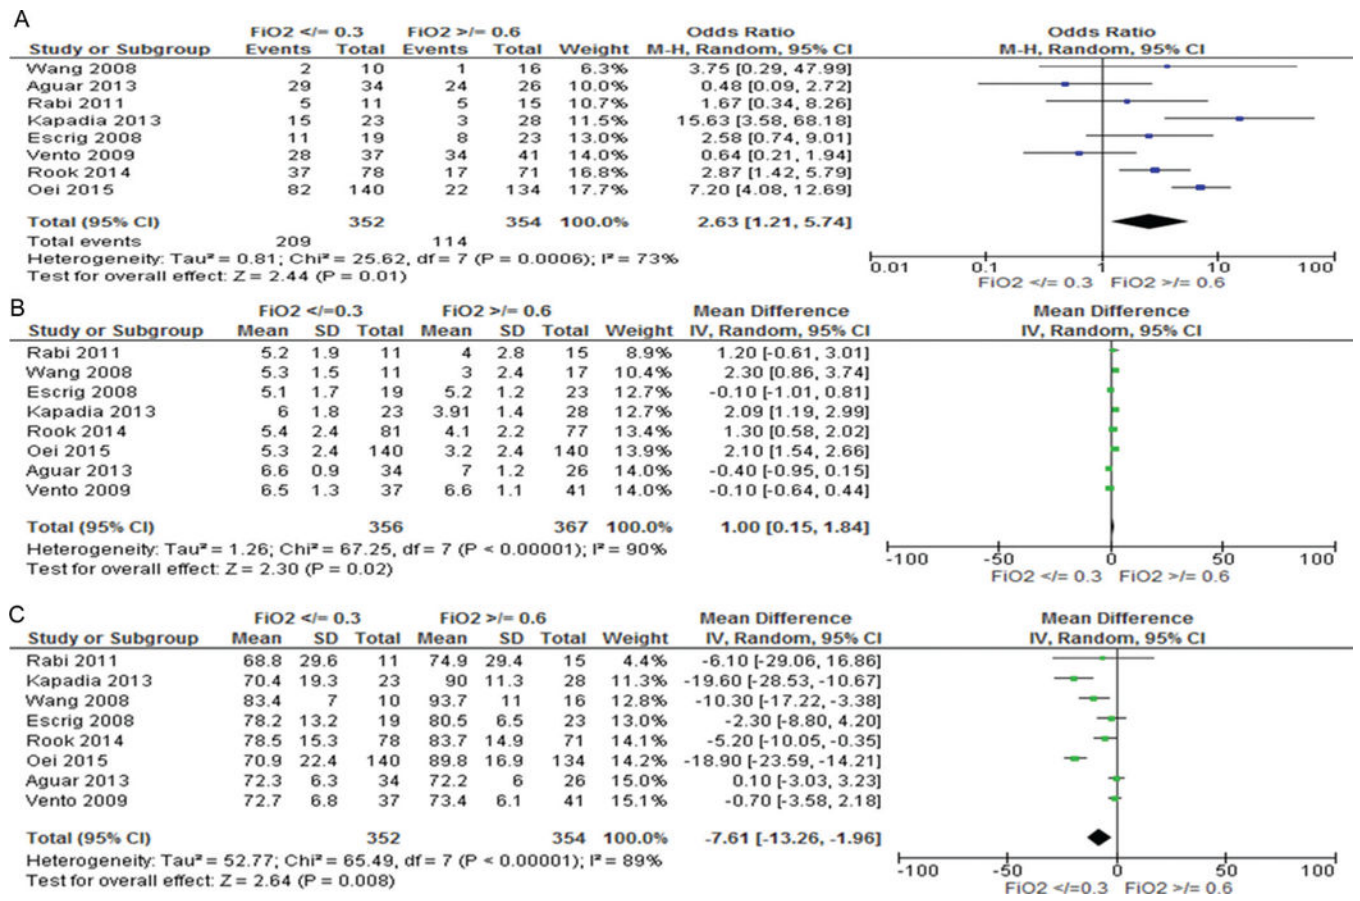 A
FiO2 </= 0.3 FiO2 >/= 0.6 Odds Ratio Odds Ratio
Study or Subgroup Events Total Events Total Weight M-H, Random, 95% CI M-H, Random, 95% CI
Wang 2008 2 10 1 16 6.3% 3.75 [0.29, 47.99]
Aguar 2013 29 34 24 26 10.0% 0.48 [0.09, 2.72]
Rabi 2011 5 11 5 15 10.7% 1.67 [0.34, 8.26]
Kapadia 2013 15 23 3 28 11.5% 15.63 [3.58, 68.18]
Escrig 2008 11 19 8 23 12.9% 2.58 [0.74, 9.01]
Vento 2009 28 37 34 41 14.0% 0.64 [0.21, 1.94]
Rook 2014 37 78 17 71 16.8% 2.87 [1.42, 5.79]
Oei 2015 82 140 22 134 17.7% 7.20 [4.08, 12.69]
Total (95% CI) 352 354 100.0% 2.63 [1.21, 5.74]
Total events 209 114
Heterogeneity: Tau² = 0.81; Chi² = 25.62, df = 7 (P = 0.0006); I² = 73%
Test for overall effect: Z = 2.44 (P = 0.01)
0.01 0.1 1 10 100
FiO2 </= 0.3 FiO2 >/= 0.6
B
FiO2 </=0.3 FiO2 >/= 0.6 Mean Difference Mean Difference
Study or Subgroup Mean SD Total Mean SD Total Weight IV, Random, 95% CI IV, Random, 95% CI
Rabi 2011 5.2 1.9 11 4 2.8 15 8.9% 1.20 [-0.61, 3.01]
Wang 2008 5.3 1.5 11 3 2.4 17 10.4% 2.30 [0.86, 3.74]
Escrig 2008 5.1 1.7 19 5.2 1.2 23 12.7% -0.10 [-1.01, 0.81]
Kapadia 2013 6 1.8 23 3.91 1.4 28 12.7% 2.09 [1.19, 2.99]
Rook 2014 5.4 2.4 81 4.1 2.2 77 13.4% 1.30 [0.58, 2.02]
Oei 2015 5.3 2.4 140 3.2 2.4 140 13.9% 2.10 [1.54, 2.66]
Aguar 2013 6.6 0.9 34 7 1.2 26 14.0% -0.40 [-0.95, 0.15]
Vento 2009 6.5 1.3 37 6.6 1.1 41 14.0% -0.10 [-0.64, 0.44]
Total (95% CI) 356 367 100.0% 1.00 [0.15, 1.84]
Heterogeneity: Tau² = 1.26; Chi² = 67.25, df = 7 (P < 0.00001); I² = 90%
Test for overall effect: Z = 2.30 (P = 0.02)
-100 -50 0 50 100
FiO2 </= 0.3 FiO2 >/= 0.6
C
FiO2 </= 0.3 FiO2 >/= 0.6 Mean Difference Mean Difference
Study or Subgroup Mean SD Total Mean SD Total Weight IV, Random, 95% CI IV, Random, 95% CI
Rabi 2011 68.8 29.6 11 74.9 29.4 15 4.4% -6.10 [-29.06, 16.86]
Kapadia 2013 70.4 19.3 23 90 11.3 28 11.3% -19.60 [-28.53, -10.67]
Wang 2008 83.4 7 10 93.7 11 16 12.8% -10.30 [-17.22, -3.38]
Escrig 2008 78.2 13.2 19 80.5 6.5 23 13.0% -2.30 [-8.80, 4.20]
Rook 2014 78.5 15.3 78 83.7 14.9 71 14.1% -5.20 [-10.05, -0.35]
Oei 2015 70.9 22.4 140 89.8 16.9 134 14.2% -18.90 [-23.59, -14.21]
Aguar 2013 72.3 6.3 34 72.2 6 26 15.0% 0.10 [-3.03, 3.23]
Vento 2009 72.7 6.8 37 73.4 6.1 41 15.1% -0.70 [-3.58, 2.18]
Total (95% CI) 352 354 100.0% -7.61 [-13.26, -1.96]
Heterogeneity: Tau² = 52.77; Chi² = 65.49, df = 7 (P < 0.00001); I² = 89%
Test for overall effect: Z = 2.64 (P = 0.008)
-100 -50 0 50 100
FiO2 </=0.3 FiO2 >/= 0.6